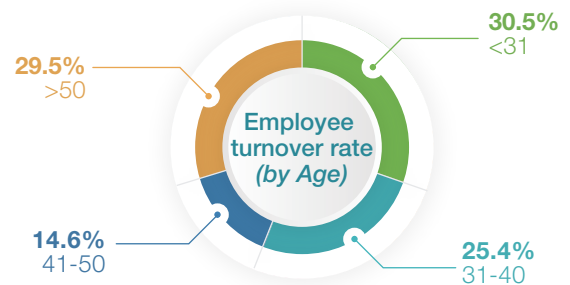 30.5%
<31
29.5%
>50
Employee
turnover rate
(by Age)
14.6%
41-50
25.4%
31-40